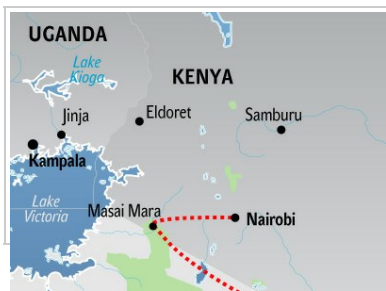 UGANDA
Lake
Kioga
KENYA
Jinja
Eldoret
Samburu
Kampala
Lake
Victoria
Masai Mara
Nairobi